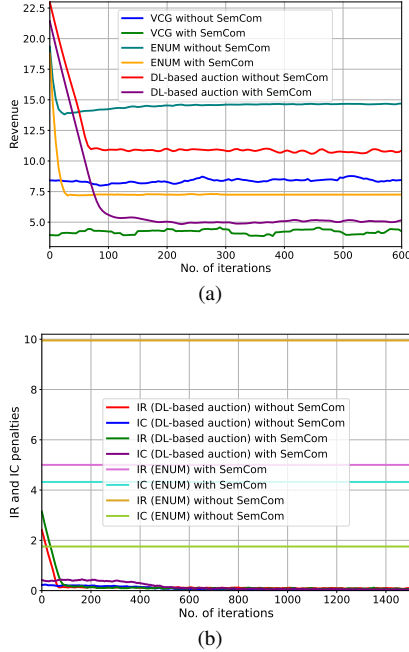 22.5
20.0
17.5
15.0
12.5
10.0
7.5
5.0
Revenue
VCG without SemCom
VCG with SemCom
ENUM without SemCom
ENUM with SemCom
DL-based auction without SemCom
DL-based auction with SemCom
0 100 200 300 400 500 600
No. of iterations
(a)
10
8
6
4
2
0
IR and IC penalties
IR (DL-based auction) without SemCom
IC (DL-based auction) without SemCom
IR (DL-based auction) with SemCom
IC (DL-based auction) with SemCom
IR (ENUM) with SemCom
IC (ENUM) with SemCom
IR (ENUM) without SemCom
IC (ENUM) without SemCom
0 200 400 600 800 1000 1200 1400
No. of iterations
(b)